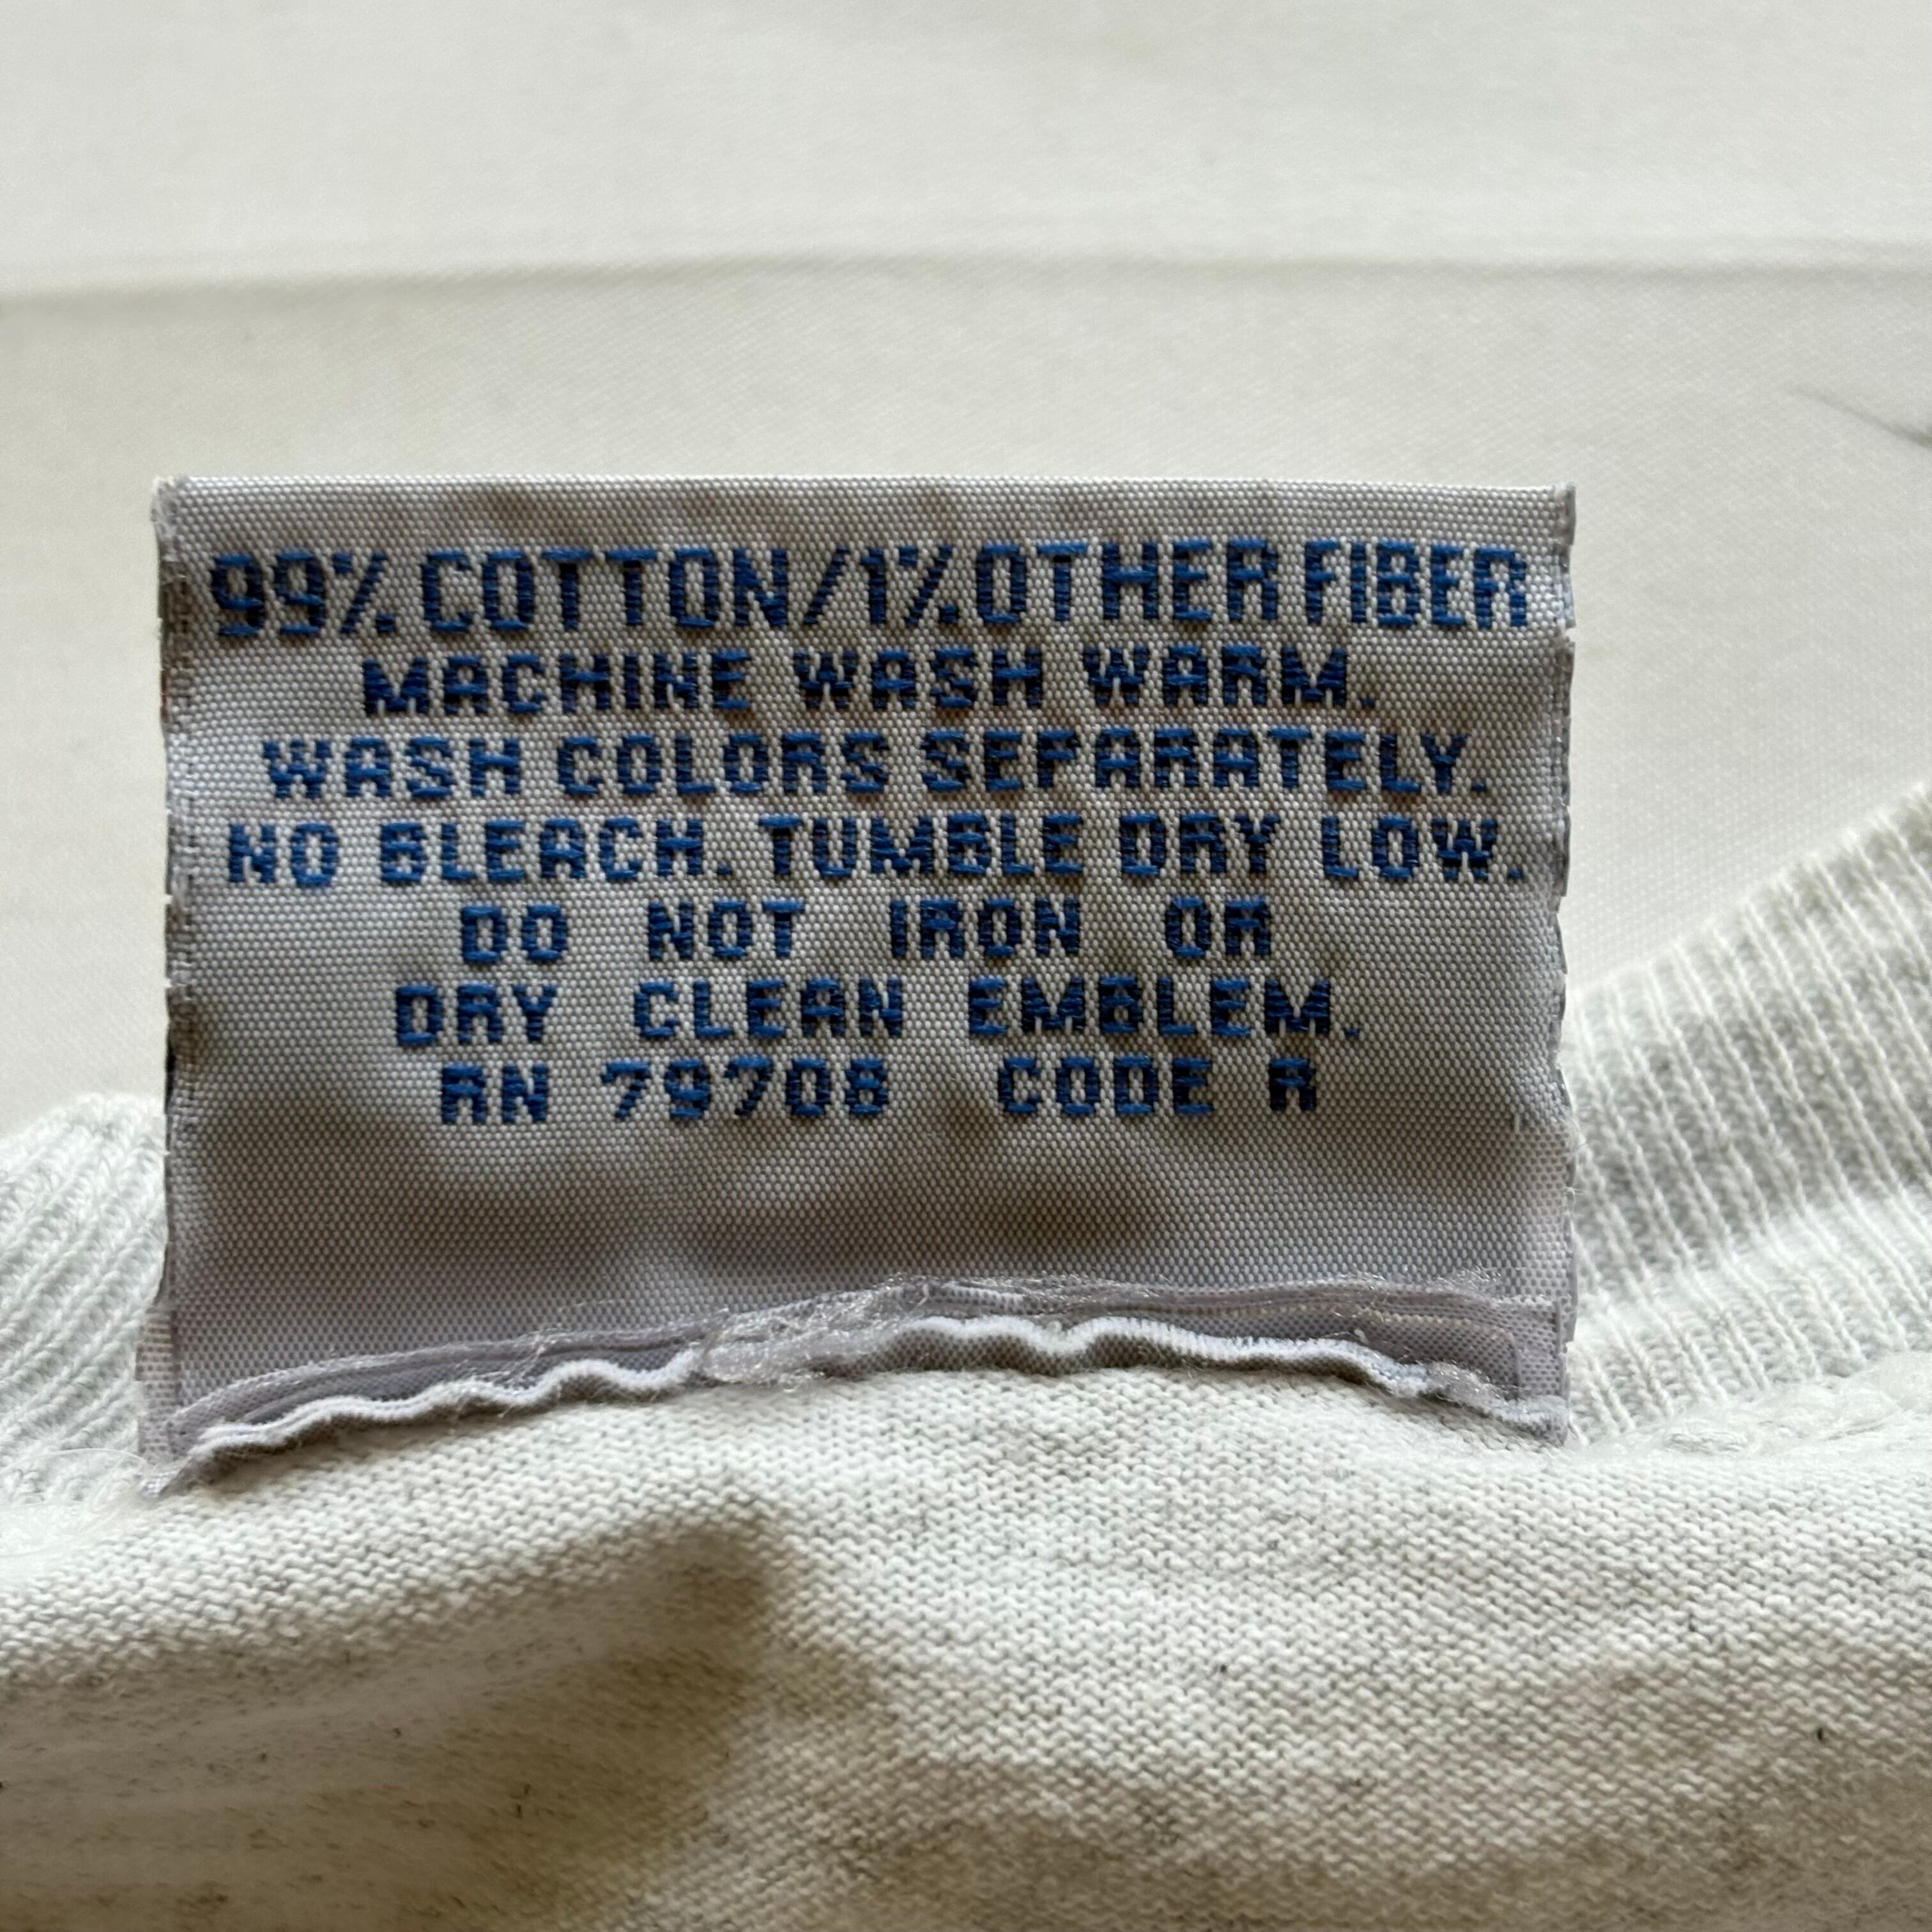 99% COTTON/1% OTHER FIBER
MACHINE WASH WARM.
WASH COLORS SEPARATELY.
NO BLEACH. TUMBLE DRY LOW.
DO NOT IRON OR
DRY CLEAN EMBLEM.
RN 79708 CODE R